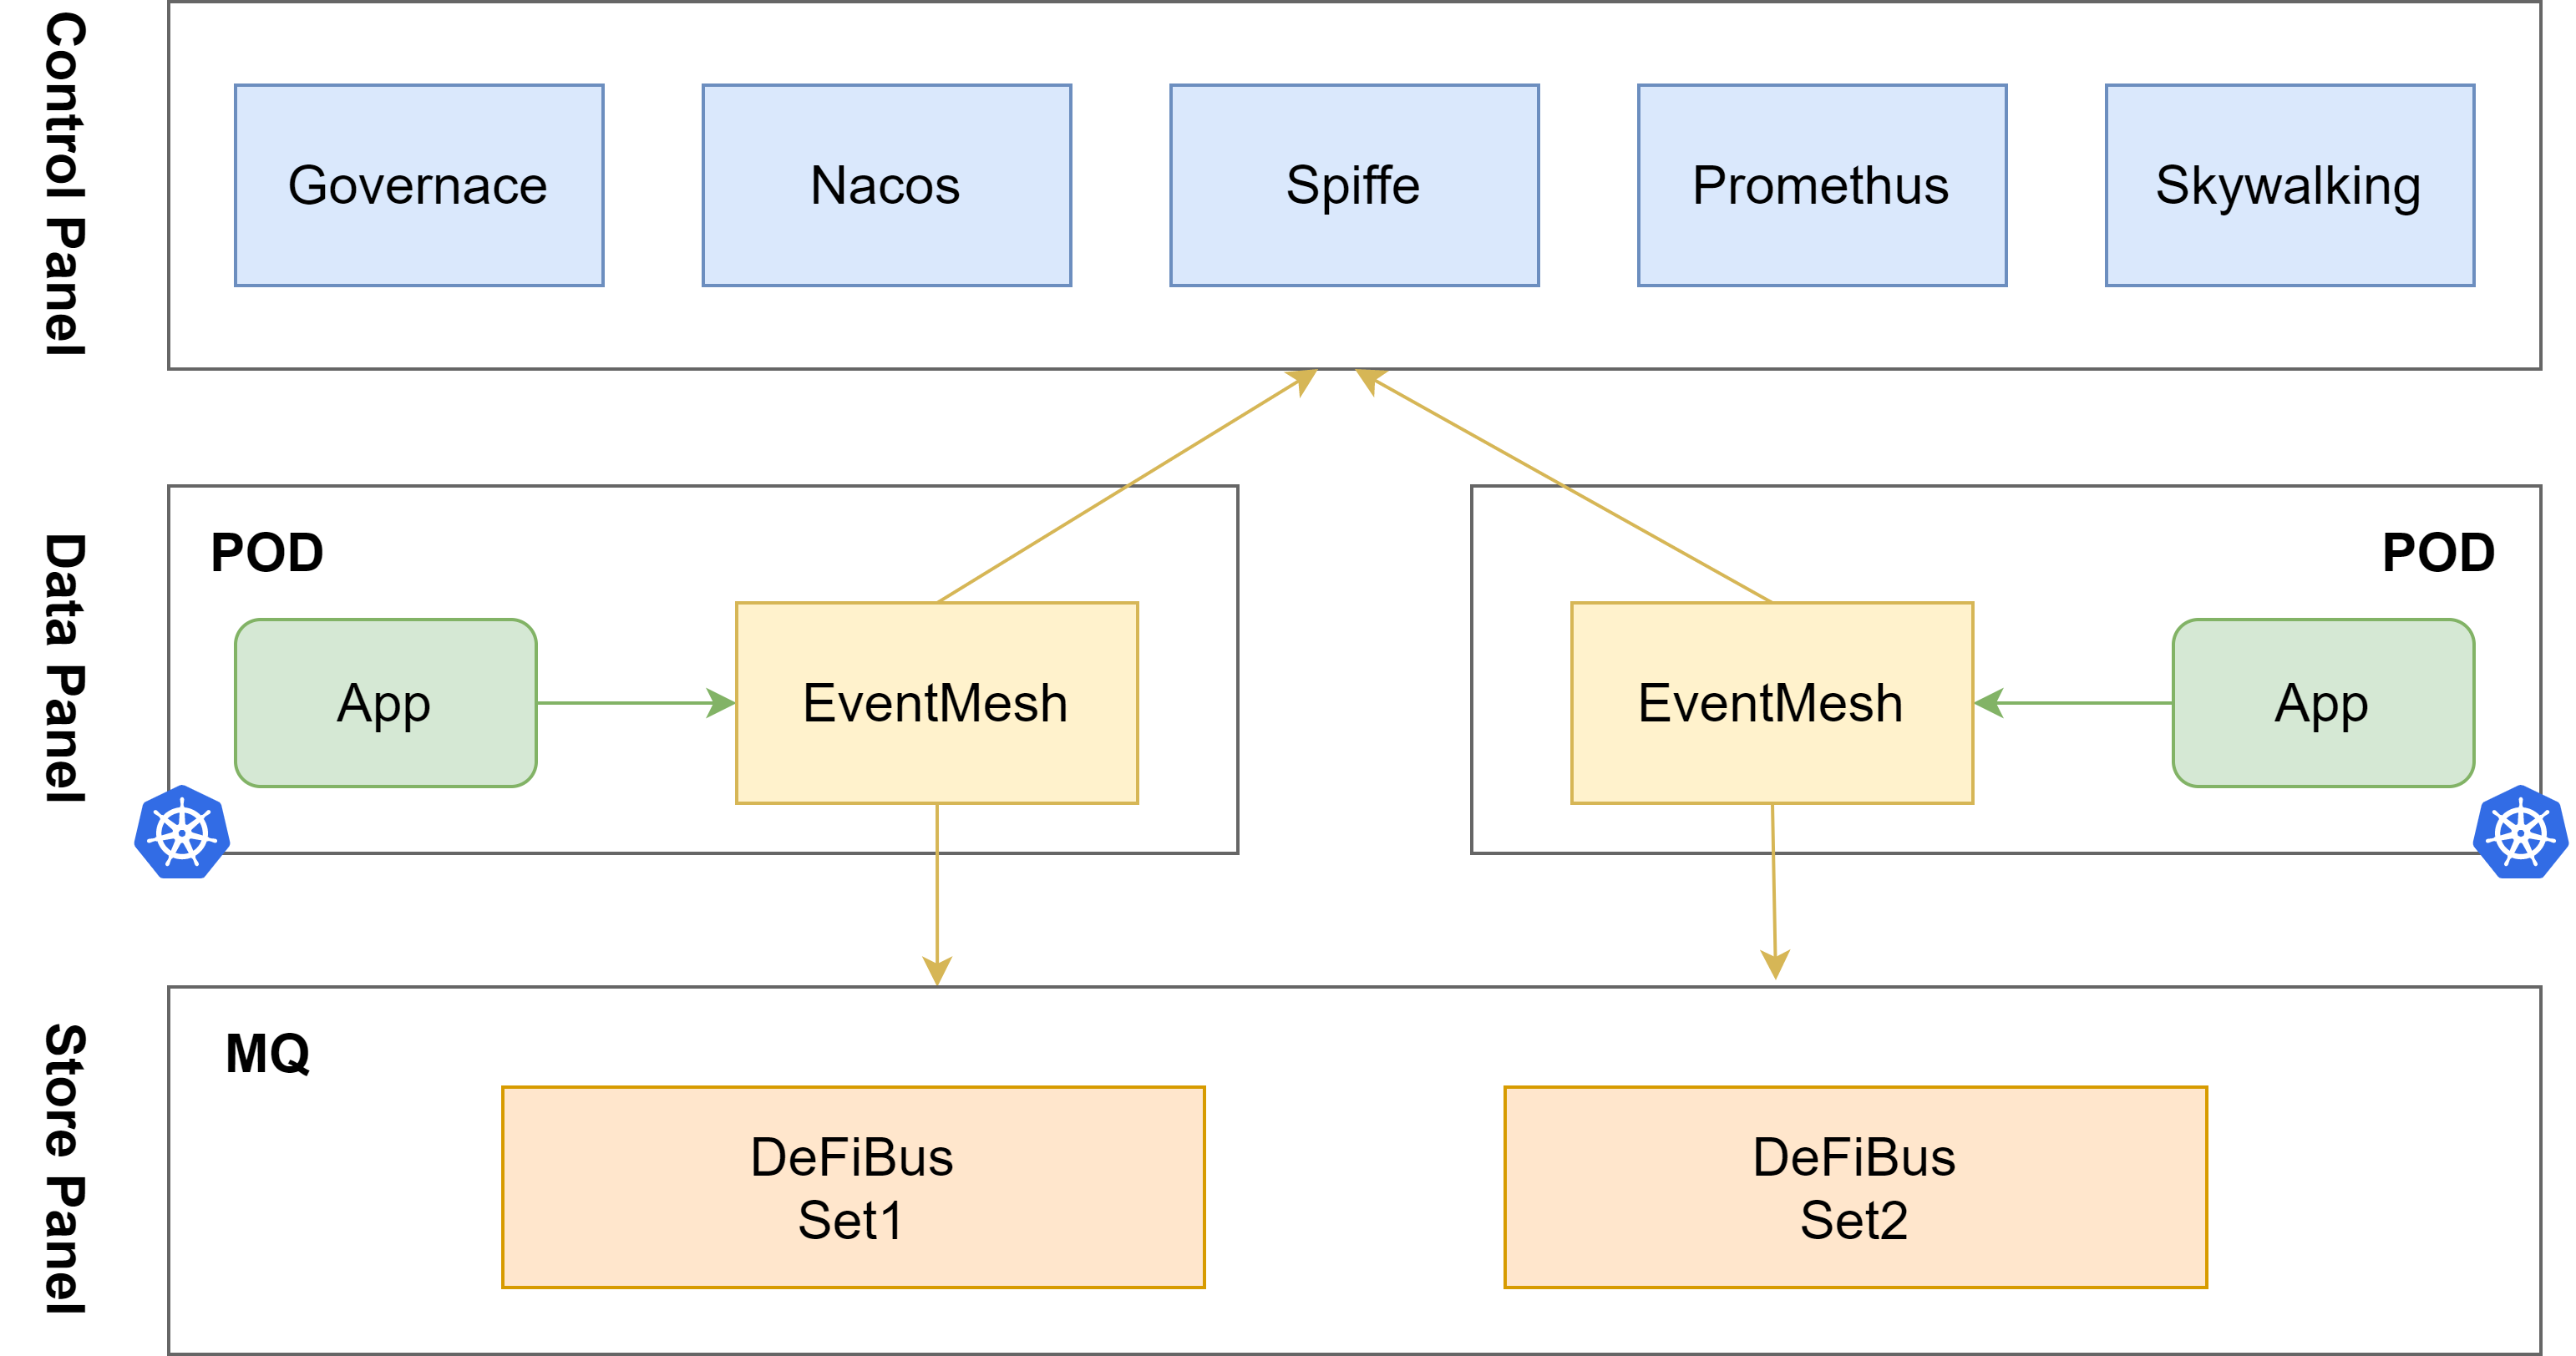 Control Panel
Governace
Nacos
Spiffe
Promethus
Skywalking
Data Panel
POD
App
EventMesh
POD
EventMesh
App
Store Panel
MQ
DeFiBus
Set1
DeFiBus
Set2